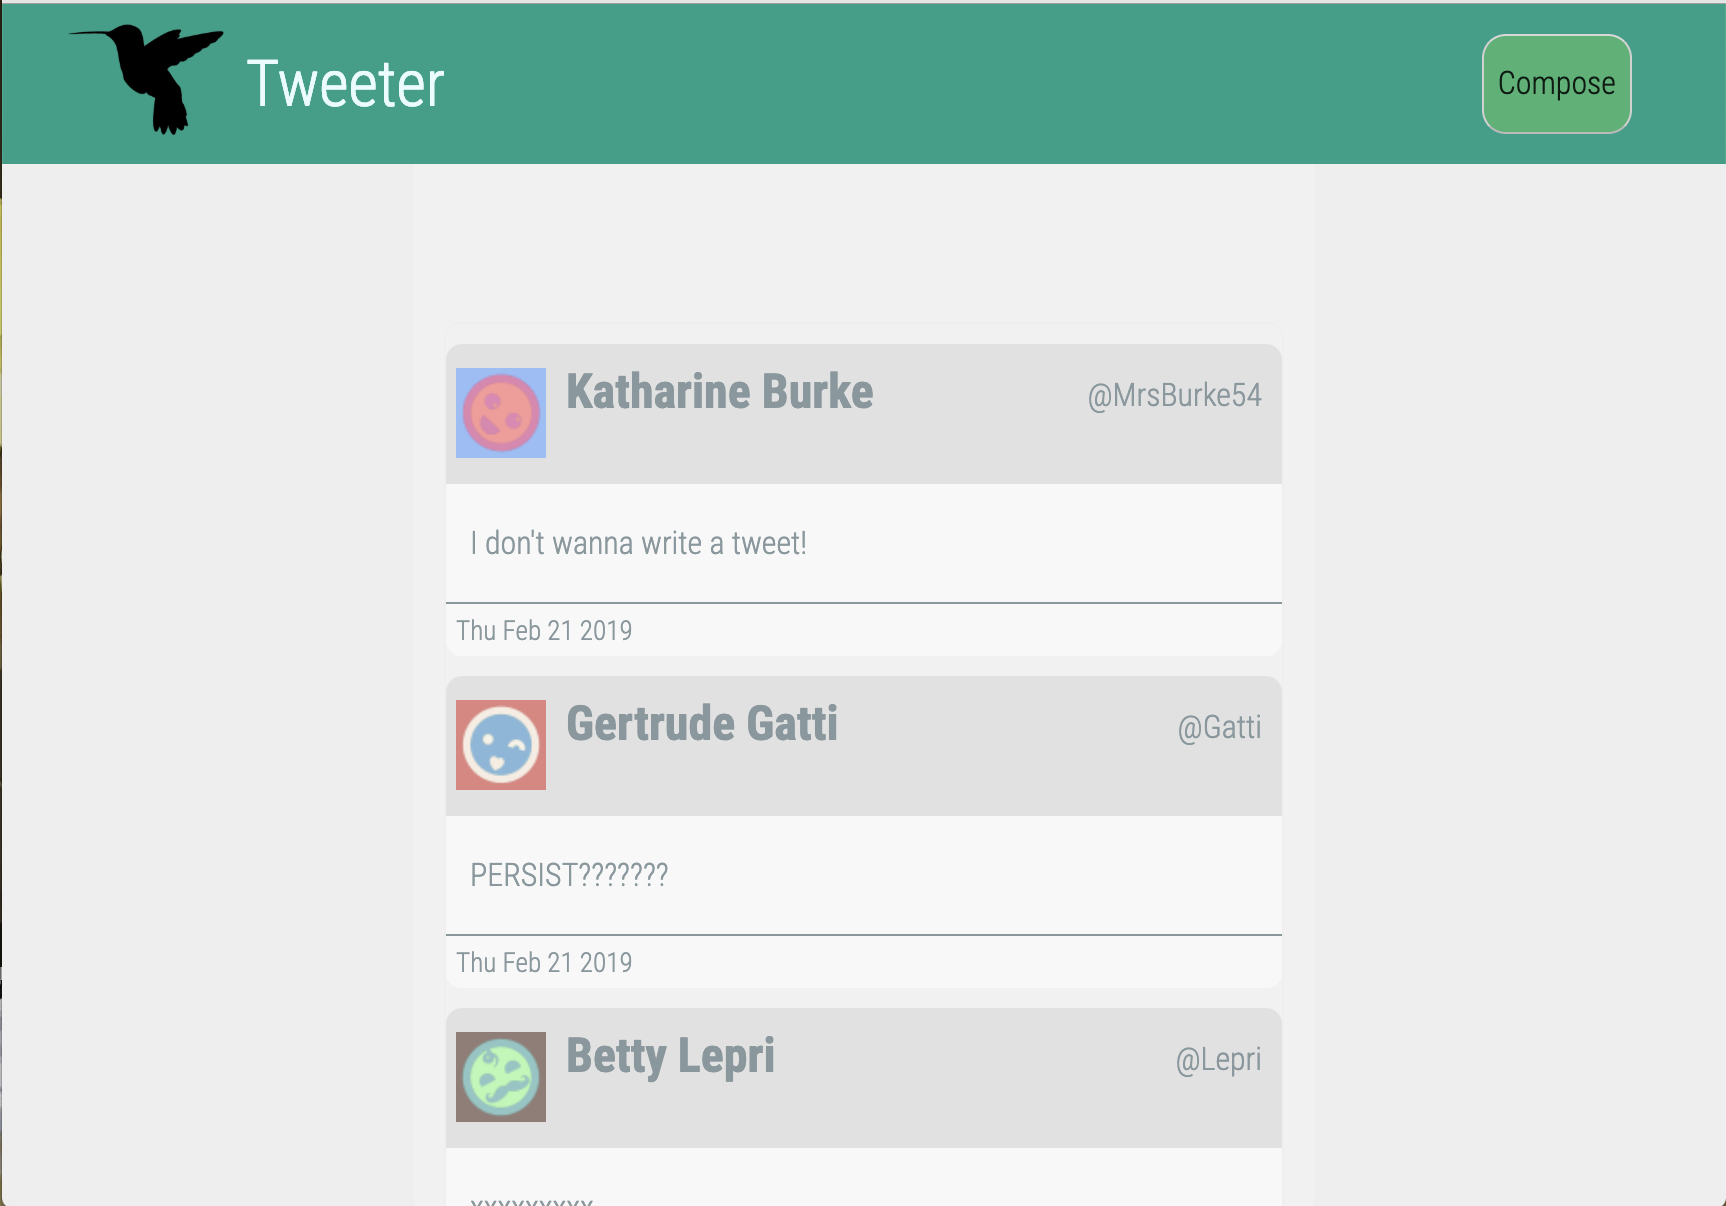 Tweeter
Compose
Katharine Burke
@MrsBurke54
I don't wanna write a tweet!
Thu Feb 21 2019
Gertrude Gatti
@Gatti
PERSIST???????
Thu Feb 21 2019
Betty Lepri
@Lepri